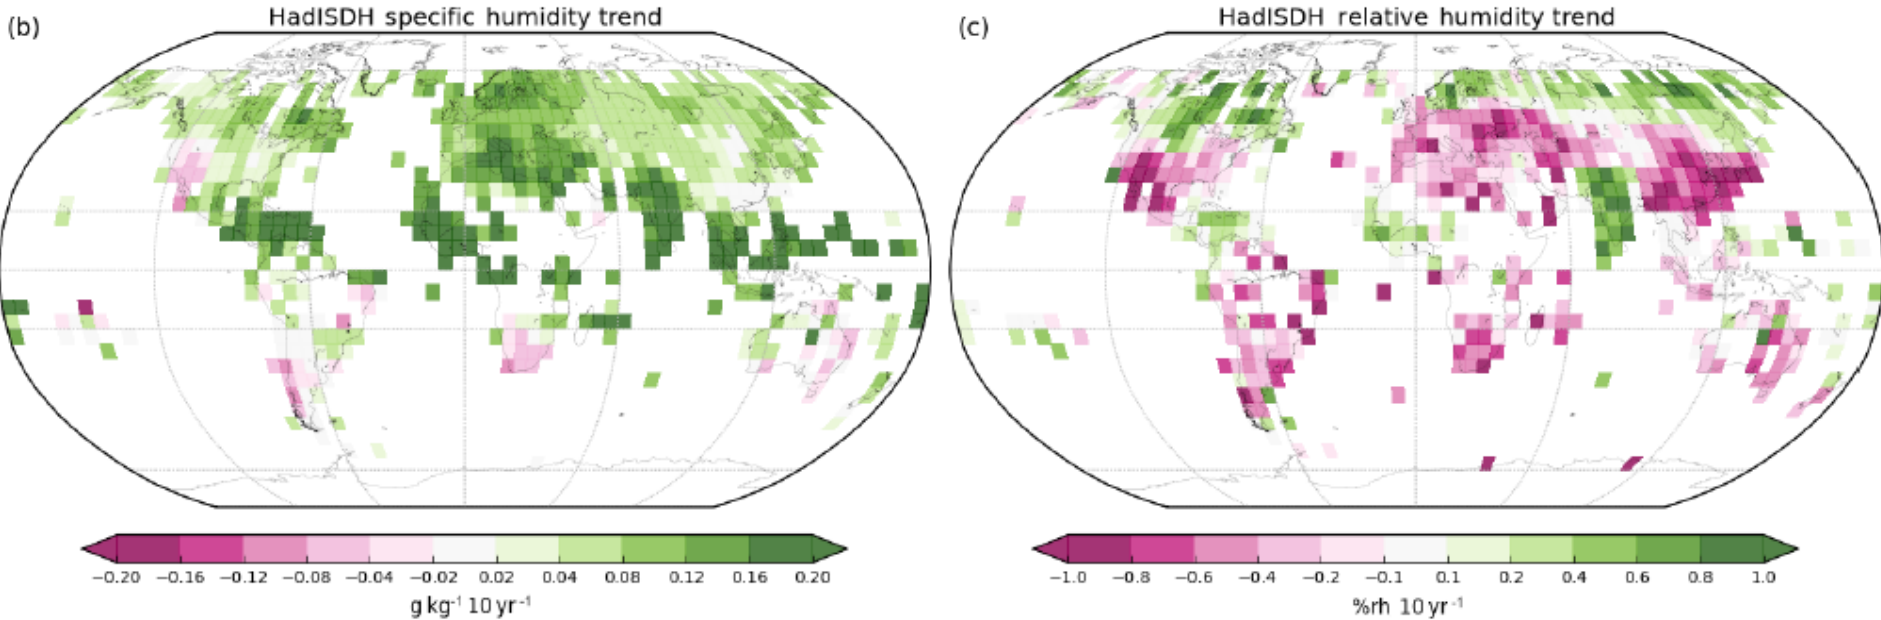 (b) HadISDH specific humidity trend
(c) HadISDH relative humidity trend
−0.20 −0.16 −0.12 −0.08 −0.04 −0.02 0.02 0.04 0.08 0.12 0.16 0.20
g kg⁻¹ 10 yr⁻¹
−1.0 −0.8 −0.6 −0.4 −0.2 −0.1 0.1 0.2 0.4 0.6 0.8 1.0
%rh 10 yr⁻¹